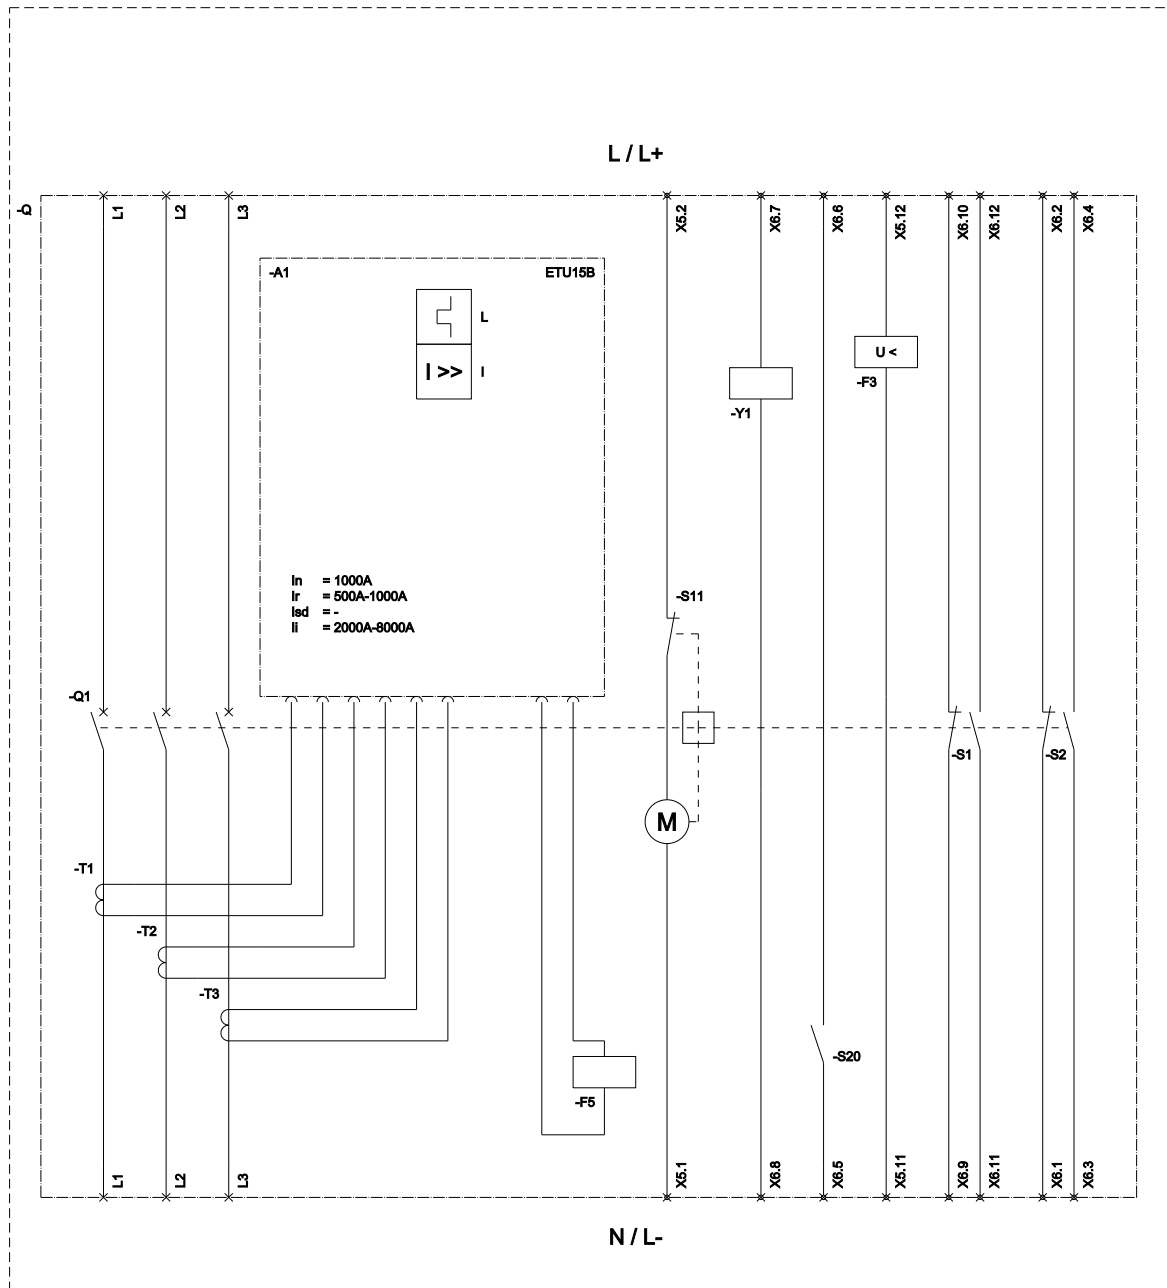 L / L+
-Q
L1
L2
L3
X5.2
X6.7
X6.6
X5.12
X6.10
X6.12
X6.2
X6.4
-A1 ETU15B
L
I >> I
U <
-F3
-Y1
In = 1000A
Ir = 500A-1000A
Isd = -
Ii = 2000A-8000A
-S11
-Q1
-S1
-S2
M
-T1
-T2
-T3
-S20
-F5
L1
L2
L3
X5.1
X6.8
X6.5
X5.11
X6.9
X6.11
X6.1
X6.3
N / L-